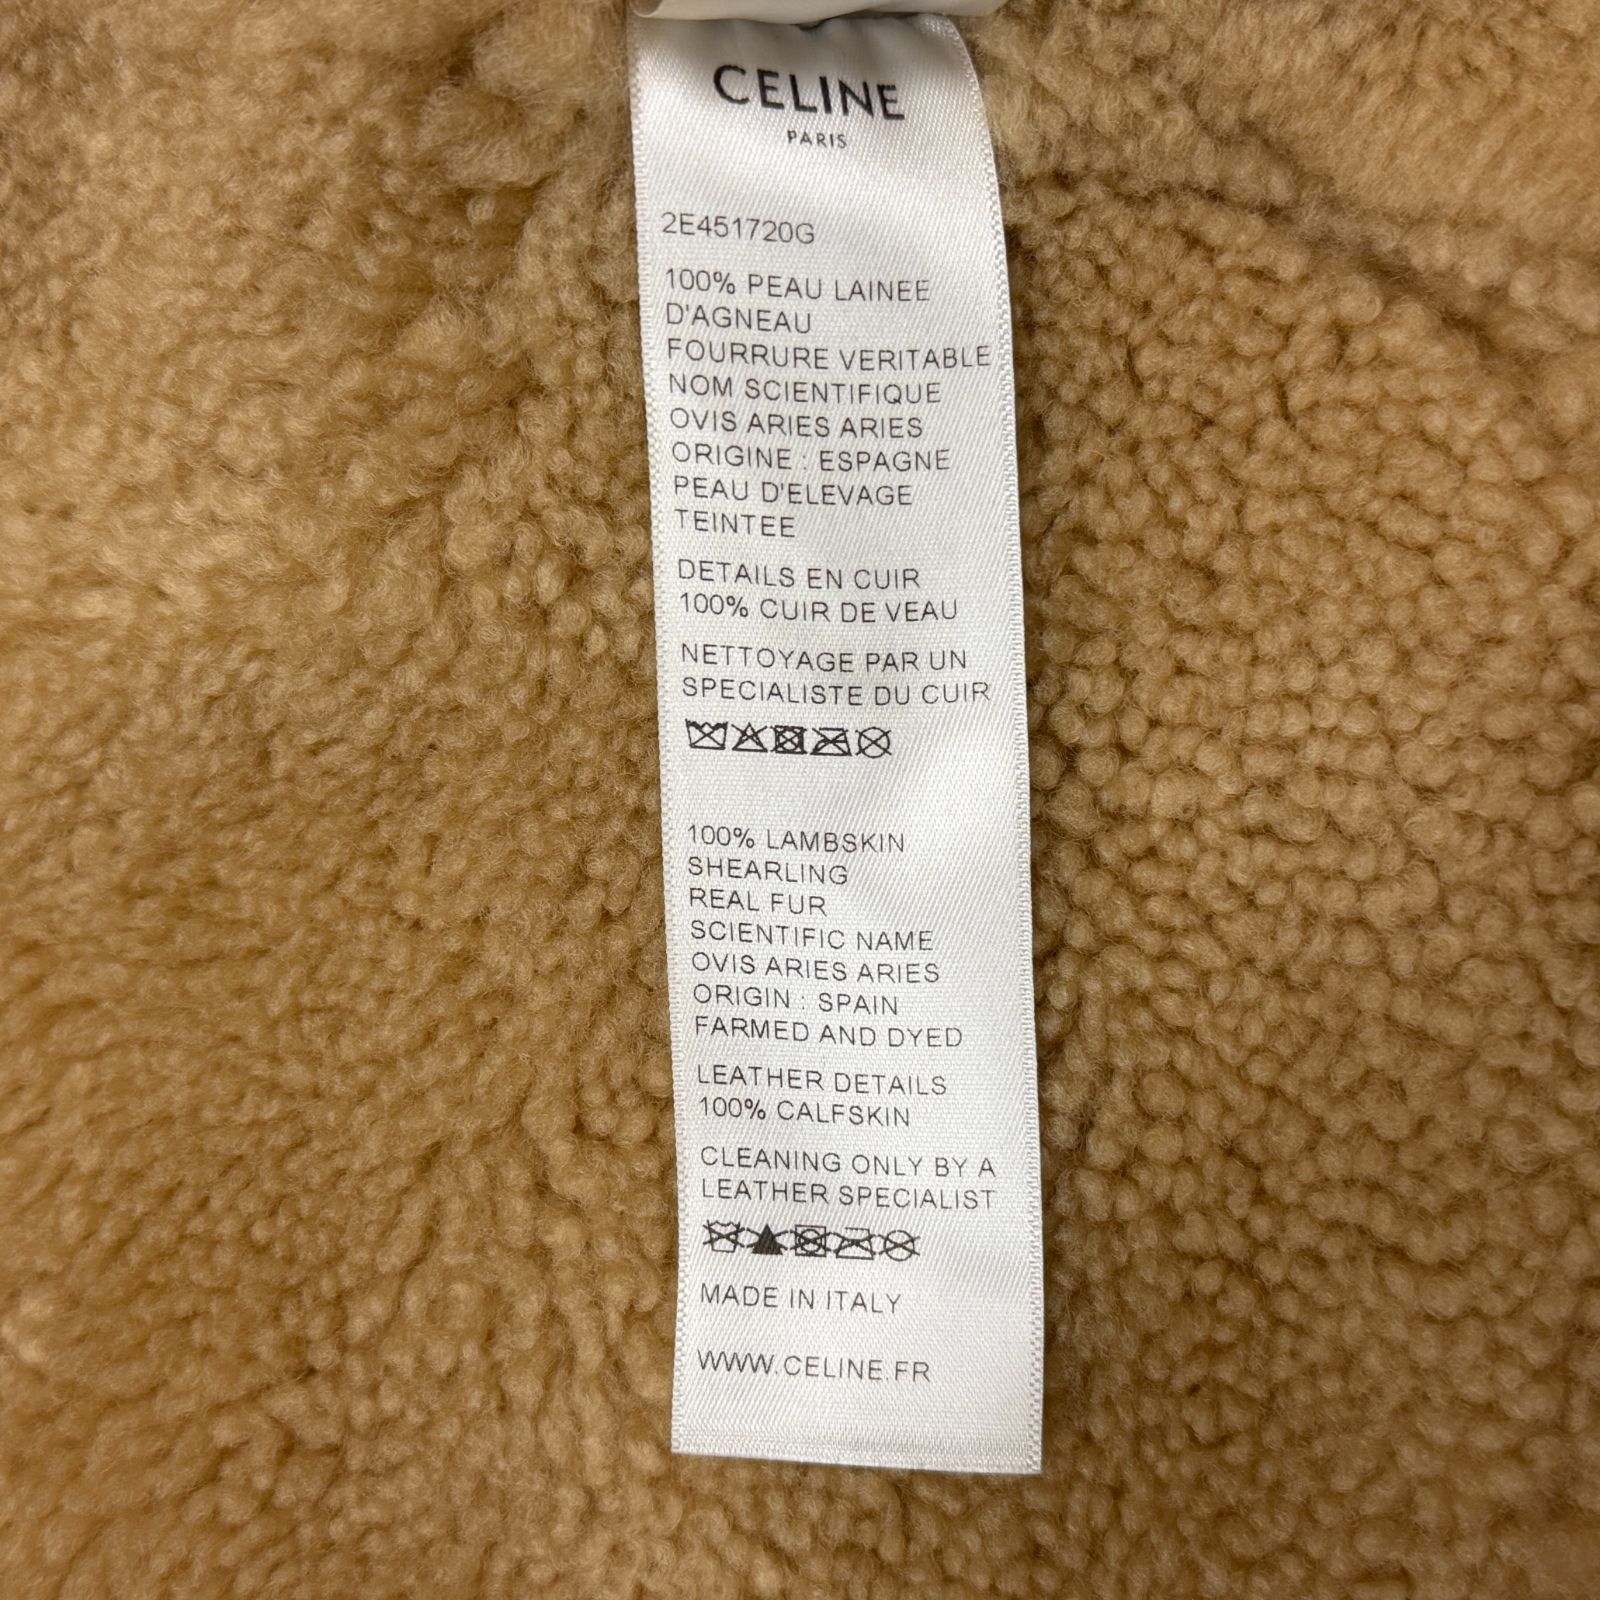 CELINE
PARIS
2E451720G
100% PEAU LAINEE
D'AGNEAU
FOURRURE VERITABLE
NOM SCIENTIFIQUE
OVIS ARIES ARIES
ORIGINE : ESPAGNE
PEAU D'ELEVAGE
TEINTEE
DETAILS EN CUIR
100% CUIR DE VEAU
NETTOYAGE PAR UN
SPECIALISTE DU CUIR
100% LAMBSKIN
SHEARLING
REAL FUR
SCIENTIFIC NAME
OVIS ARIES ARIES
ORIGIN : SPAIN
FARMED AND DYED
LEATHER DETAILS
100% CALFSKIN
CLEANING ONLY BY A
LEATHER SPECIALIST
MADE IN ITALY
WWW.CELINE.FR